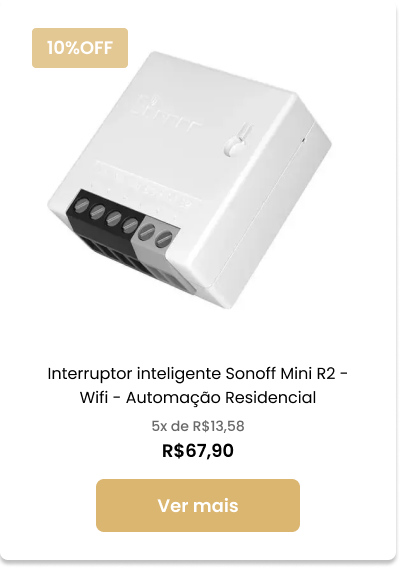 10%OFF
Interruptor inteligente Sonoff Mini R2 -
Wifi - Automação Residencial
5x de R$13,58
R$67,90
Ver mais